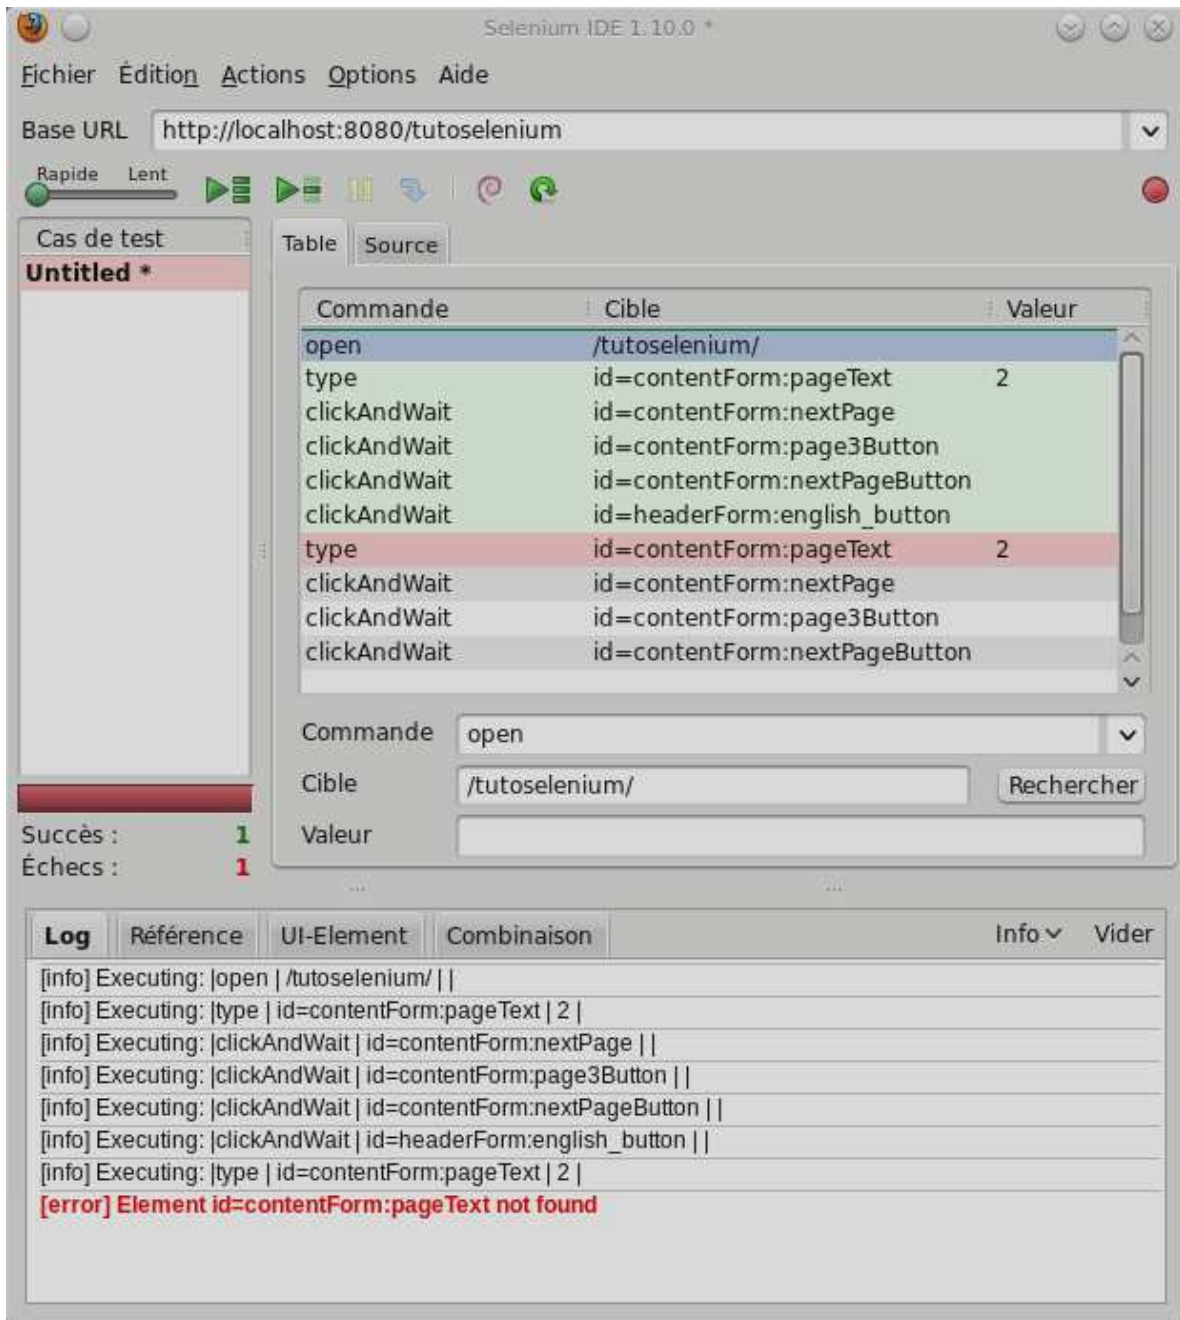 Selenium IDE 1.10.0 *
Fichier Édition Actions Options Aide
Base URL http://localhost:8080/tutoselenium
Rapide Lent
Cas de test
Untitled *
Table Source
Commande Cible Valeur
open /tutoselenium/
type id=contentForm:pageText 2
clickAndWait id=contentForm:nextPage
clickAndWait id=contentForm:page3Button
clickAndWait id=contentForm:nextPageButton
clickAndWait id=headerForm:english_button
type id=contentForm:pageText 2
clickAndWait id=contentForm:nextPage
clickAndWait id=contentForm:page3Button
clickAndWait id=contentForm:nextPageButton
Commande open
Cible /tutoselenium/ Rechercher
Valeur
Succès : 1
Échecs : 1
Log Référence UI-Element Combinaison Info Vider
[info] Executing: |open | /tutoselenium/ | |
[info] Executing: |type | id=contentForm:pageText | 2 |
[info] Executing: |clickAndWait | id=contentForm:nextPage | |
[info] Executing: |clickAndWait | id=contentForm:page3Button | |
[info] Executing: |clickAndWait | id=contentForm:nextPageButton | |
[info] Executing: |clickAndWait | id=headerForm:english_button | |
[info] Executing: |type | id=contentForm:pageText | 2 |
[error] Element id=contentForm:pageText not found